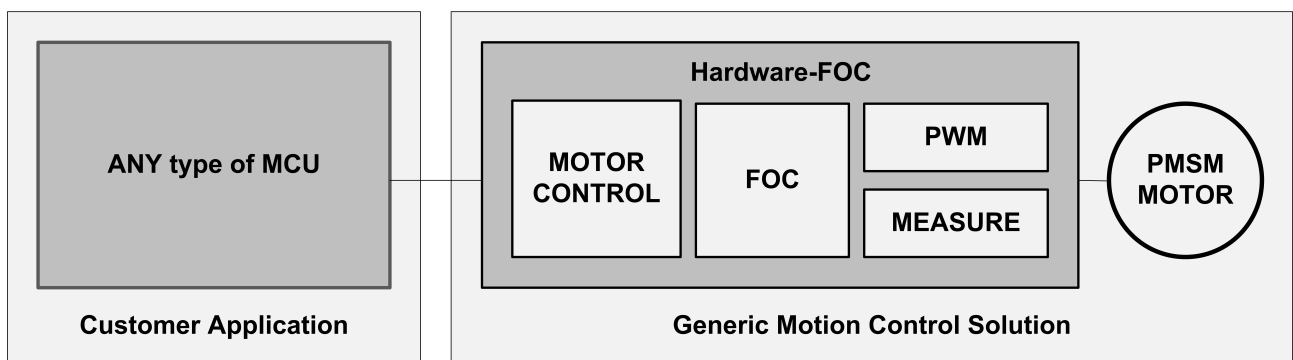 ANY type of MCU
Customer Application
Hardware-FOC
MOTOR
CONTROL
FOC
PWM
MEASURE
PMSM
MOTOR
Generic Motion Control Solution